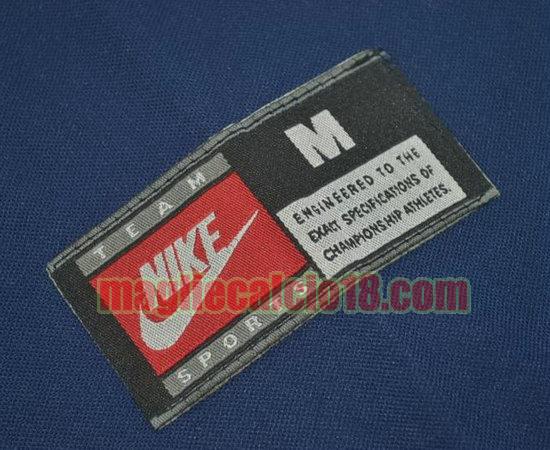 M
TEAM
NIKE
SPORTS
ENGINEERED TO THE
EXACT SPECIFICATIONS OF
CHAMPIONSHIP ATHLETES.
magliecalcio18.com